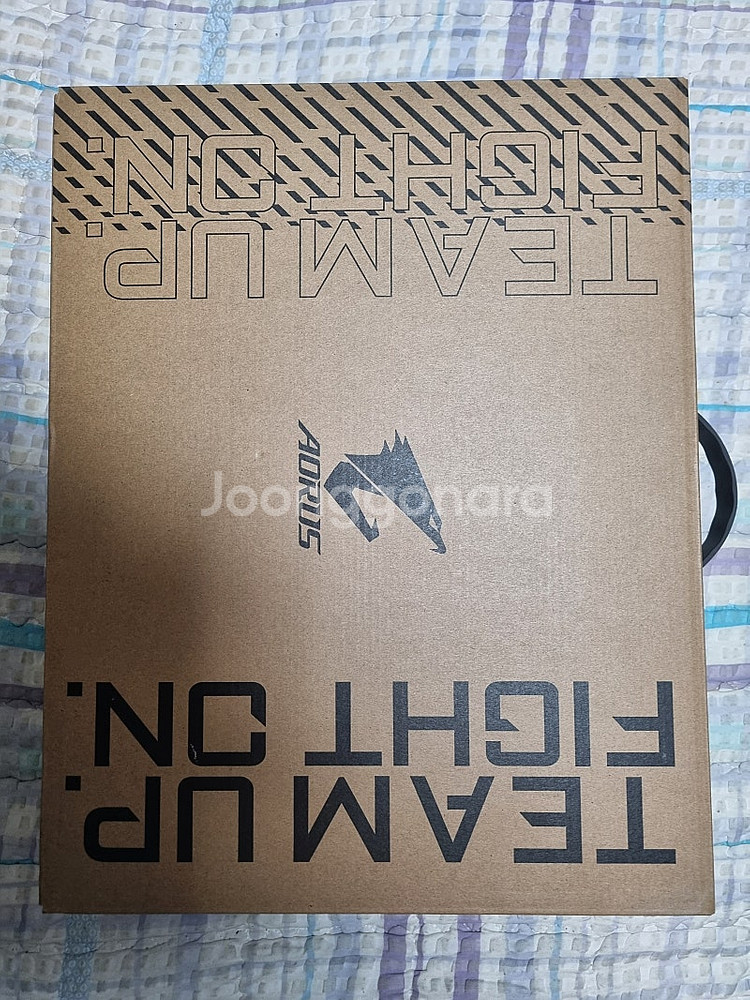 TEAM UP.
FIGHT ON.
AORUS
TEAM UP.
FIGHT ON.
Joonggonara